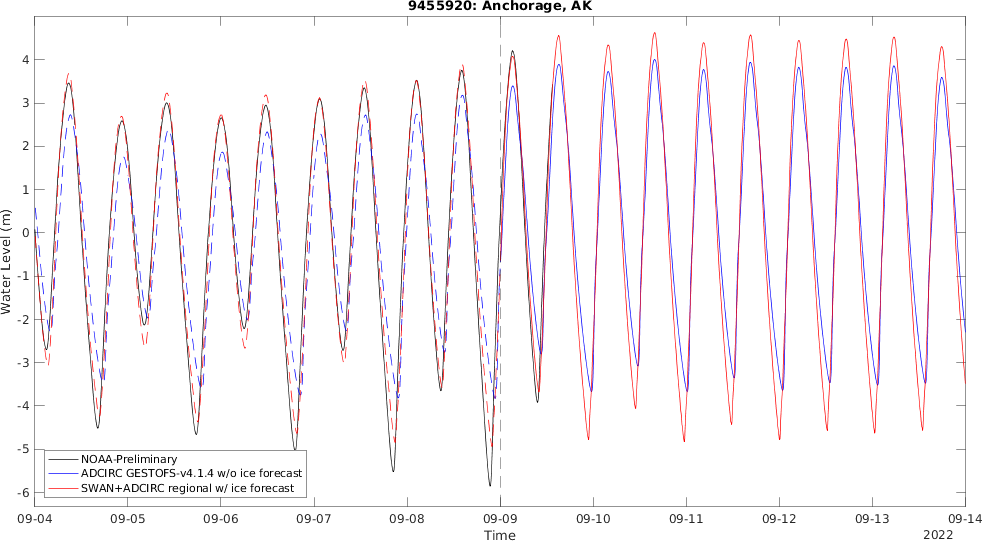 9455920: Anchorage, AK
Water Level (m)
4
3
2
1
0
-1
-2
-3
-4
-5
-6
NOAA-Preliminary
ADCIRC GESTOFS-v4.1.4 w/o ice forecast
SWAN+ADCIRC regional w/ ice forecast
09-04 09-05 09-06 09-07 09-08 09-09 09-10 09-11 09-12 09-13 09-14
Time
2022